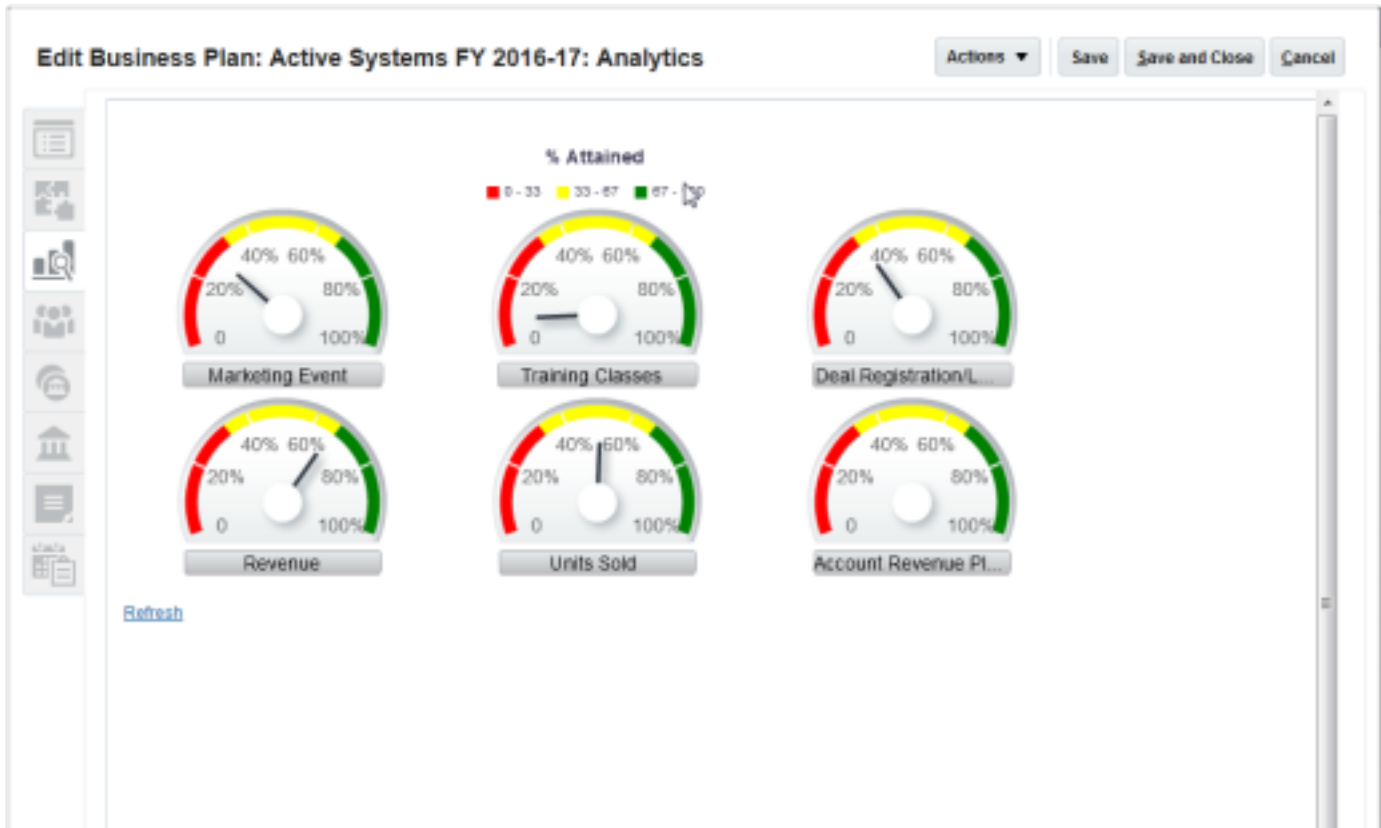 Edit Business Plan: Active Systems FY 2016-17: Analytics
Actions Save Save and Close Cancel
% Attained
0 - 33 33 - 67 67 -
40% 60% 40% 60% 40% 60%
20% 80% 20% 80% 20% 80%
0 100% 0 100% 0 100%
Marketing Event Training Classes Deal Registration/L...
40% 60% 40% 60% 40% 60%
20% 80% 20% 80% 20% 80%
0 100% 0 100% 0 100%
Revenue Units Sold Account Revenue Pl...
Refresh